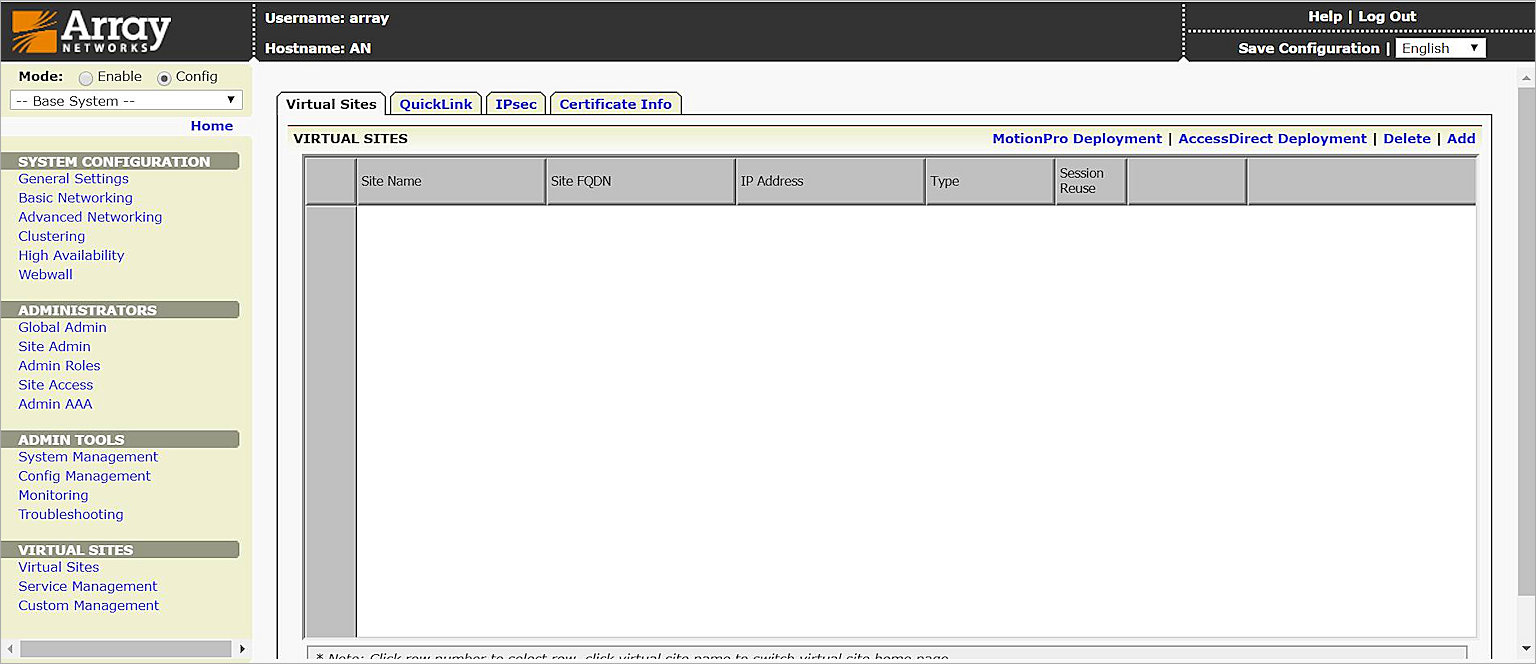 Array
NETWORKS
Username: array
Hostname: AN
Help | Log Out
Save Configuration | English
Mode: Enable Config
-- Base System --
Home
SYSTEM CONFIGURATION
General Settings
Basic Networking
Advanced Networking
Clustering
High Availability
Webwall
ADMINISTRATORS
Global Admin
Site Admin
Admin Roles
Site Access
Admin AAA
ADMIN TOOLS
System Management
Config Management
Monitoring
Troubleshooting
VIRTUAL SITES
Virtual Sites
Service Management
Custom Management
Virtual Sites QuickLink IPsec Certificate Info
VIRTUAL SITES MotionPro Deployment | AccessDirect Deployment | Delete | Add
Site Name Site FQDN IP Address Type Session Reuse
* Note: Click row number to select row, click virtual site name to switch virtual site home page